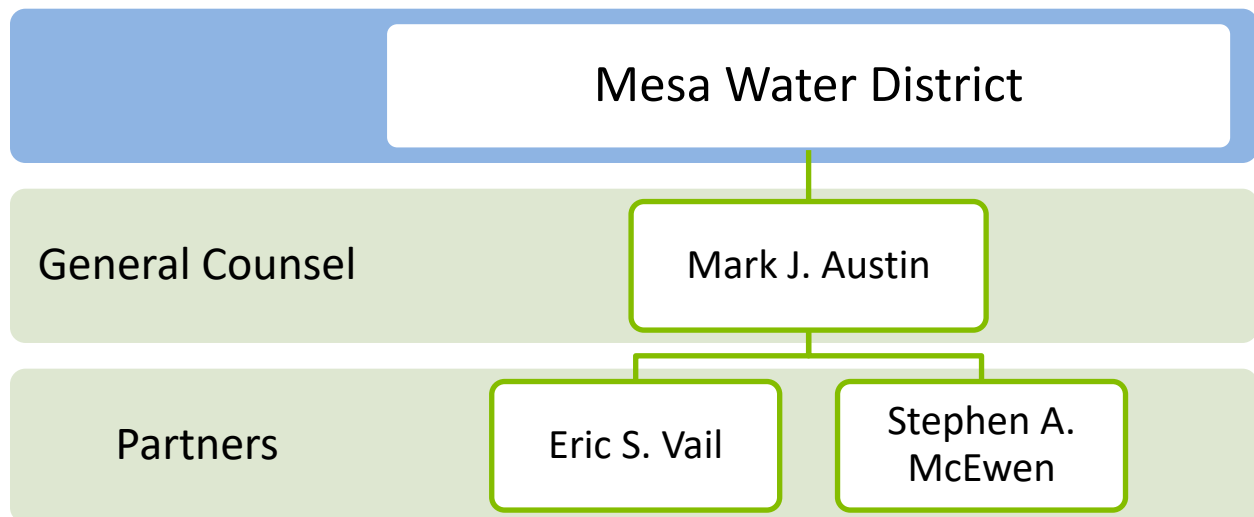 Mesa Water District
General Counsel
Mark J. Austin
Partners
Eric S. Vail
Stephen A.
McEwen